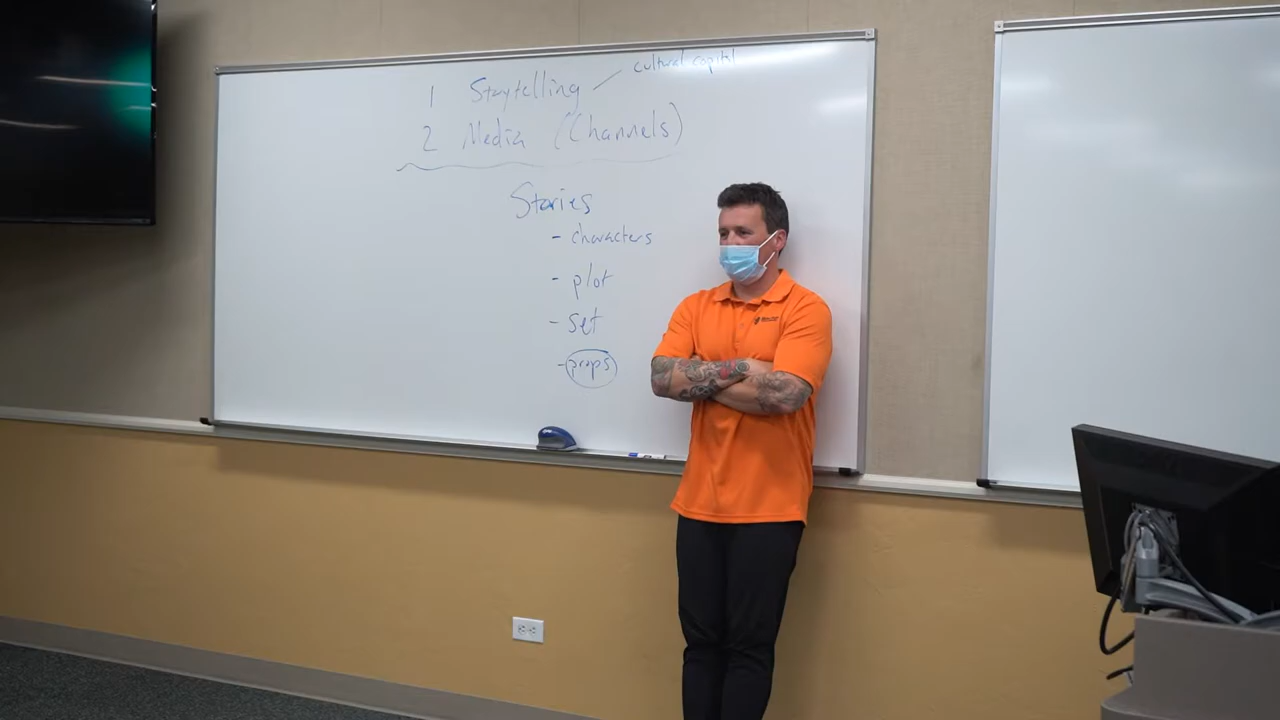 1 Storytelling
cultural capital
2 Media (Channels)
Stories
- characters
- plot
- set
- props